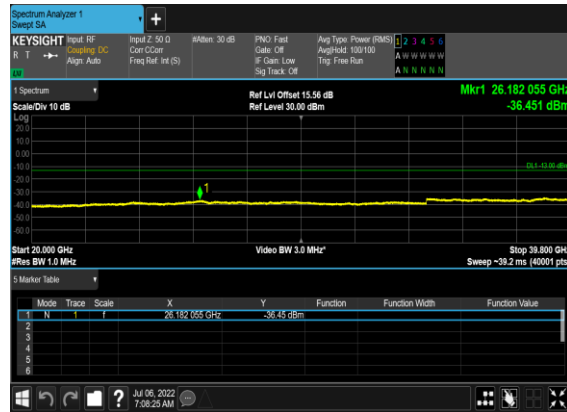 Spectrum Analyzer 1
Swept SA
+
KEYSIGHT
R T
Input: RF
Coupling: DC
Align: Auto
Input Z: 50 Ω
Corr CCorr
Freq Ref: Int (S)
#Atten: 30 dB
PNO: Fast
Gate: Off
IF Gain: Low
Sig Track: Off
Avg Type: Power (RMS)
Avg|Hold: 100/100
Trig: Free Run
1 2 3 4 5 6
A W W W W W
A N N N N N
1 Spectrum
Scale/Div 10 dB
Ref Lvl Offset 15.56 dB
Ref Level 30.00 dBm
Mkr1 26.182 055 GHz
-36.451 dBm
Log
20.0
10.0
0.00
-10.0
-20.0
-30.0
-40.0
-50.0
-60.0
DL1 -13.00 dBm
1
Start 20.000 GHz
#Res BW 1.0 MHz
Video BW 3.0 MHz*
Stop 39.800 GHz
Sweep ~39.2 ms (40001 pts)
5 Marker Table
Mode Trace Scale X Y Function Function Width Function Value
1 N 1 f 26.182 055 GHz -36.45 dBm
2
3
4
5
6
?
Jul 06, 2022
7:08:25 AM